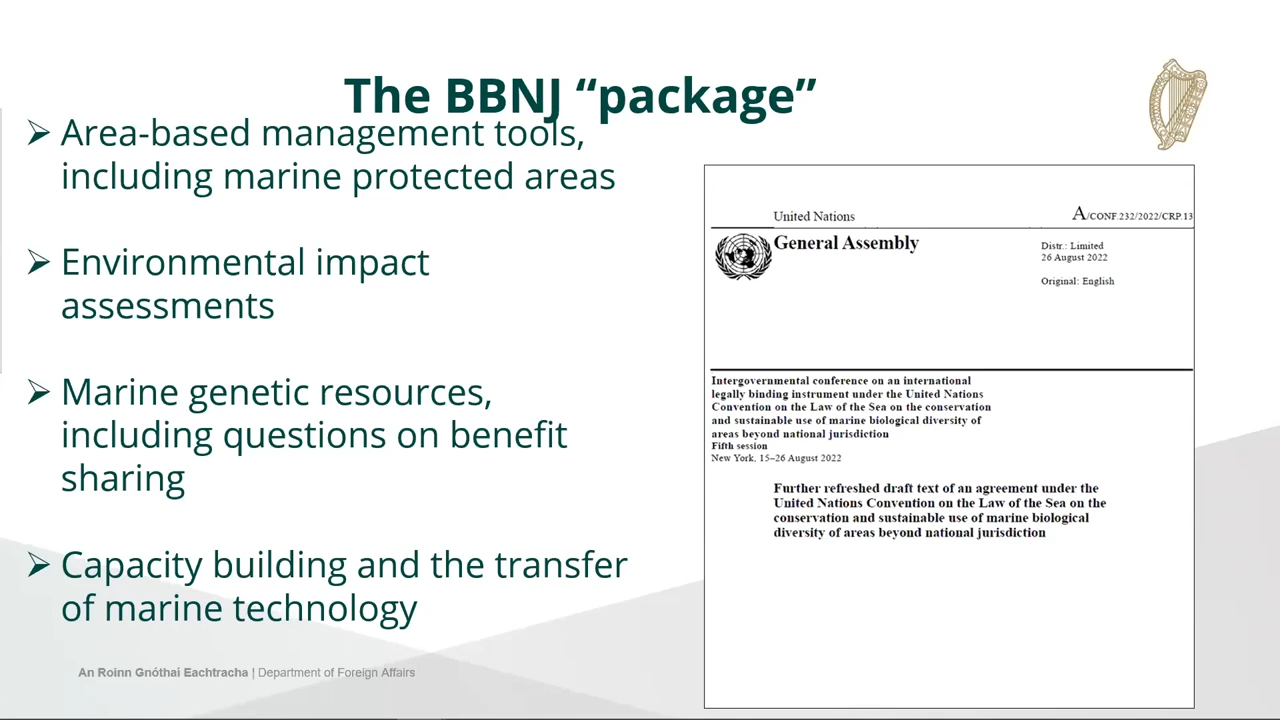 The BBNJ “package”
➢ Area-based management tools,
including marine protected areas
➢ Environmental impact
assessments
➢ Marine genetic resources,
including questions on benefit
sharing
➢ Capacity building and the transfer
of marine technology
An Roinn Gnóthaí Eachtracha | Department of Foreign Affairs
United Nations
A/CONF.232/2022/CRP.13
General Assembly
Distr.: Limited
26 August 2022
Original: English
Intergovernmental conference on an international
legally binding instrument under the United Nations
Convention on the Law of the Sea on the conservation
and sustainable use of marine biological diversity of
areas beyond national jurisdiction
Fifth session
New York, 15–26 August 2022
Further refreshed draft text of an agreement under the
United Nations Convention on the Law of the Sea on the
conservation and sustainable use of marine biological
diversity of areas beyond national jurisdiction